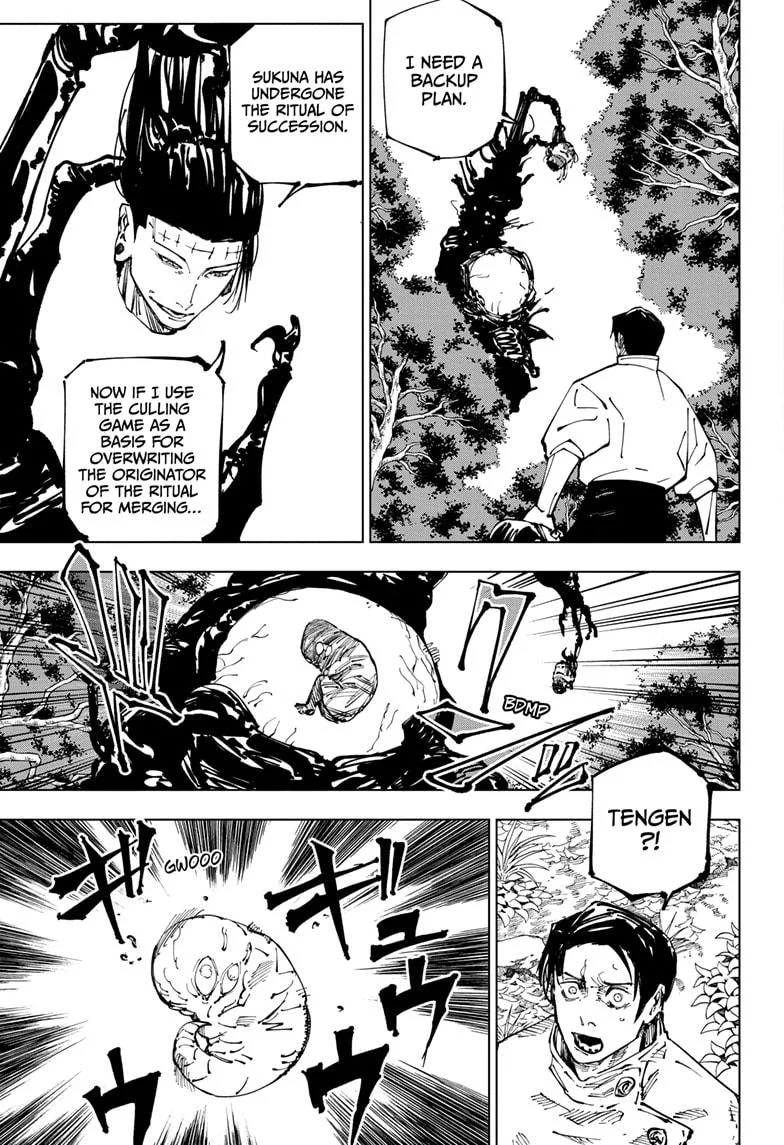 I NEED A
BACKUP
PLAN.
SUKUNA HAS
UNDERGONE
THE RITUAL OF
SUCCESSION.
NOW IF I USE
THE CULLING
GAME AS A
BASIS FOR
OVERWRITING
THE ORIGINATOR
OF THE RITUAL
FOR MERGING...
BDMP
TENGEN
?!
GWOOO
ギュウウ